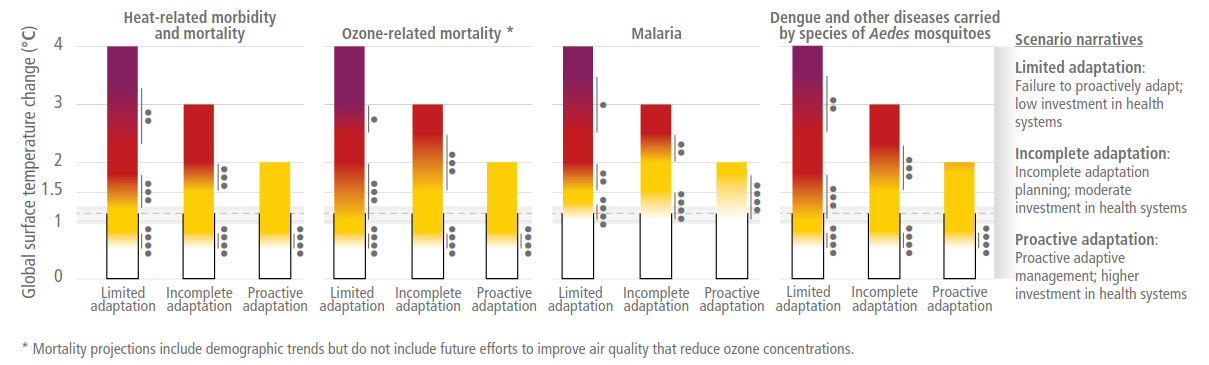 Heat-related morbidity
and mortality
Ozone-related mortality *
Malaria
Dengue and other diseases carried
by species of Aedes mosquitoes
Global surface temperature change (°C)
4
3
2
1.5
1
0
Limited
adaptation
Incomplete
adaptation
Proactive
adaptation
Limited
adaptation
Incomplete
adaptation
Proactive
adaptation
Limited
adaptation
Incomplete
adaptation
Proactive
adaptation
Limited
adaptation
Incomplete
adaptation
Proactive
adaptation
Scenario narratives
Limited adaptation:
Failure to proactively adapt;
low investment in health
systems
Incomplete adaptation:
Incomplete adaptation
planning; moderate
investment in health systems
Proactive adaptation:
Proactive adaptive
management; higher
investment in health systems
* Mortality projections include demographic trends but do not include future efforts to improve air quality that reduce ozone concentrations.